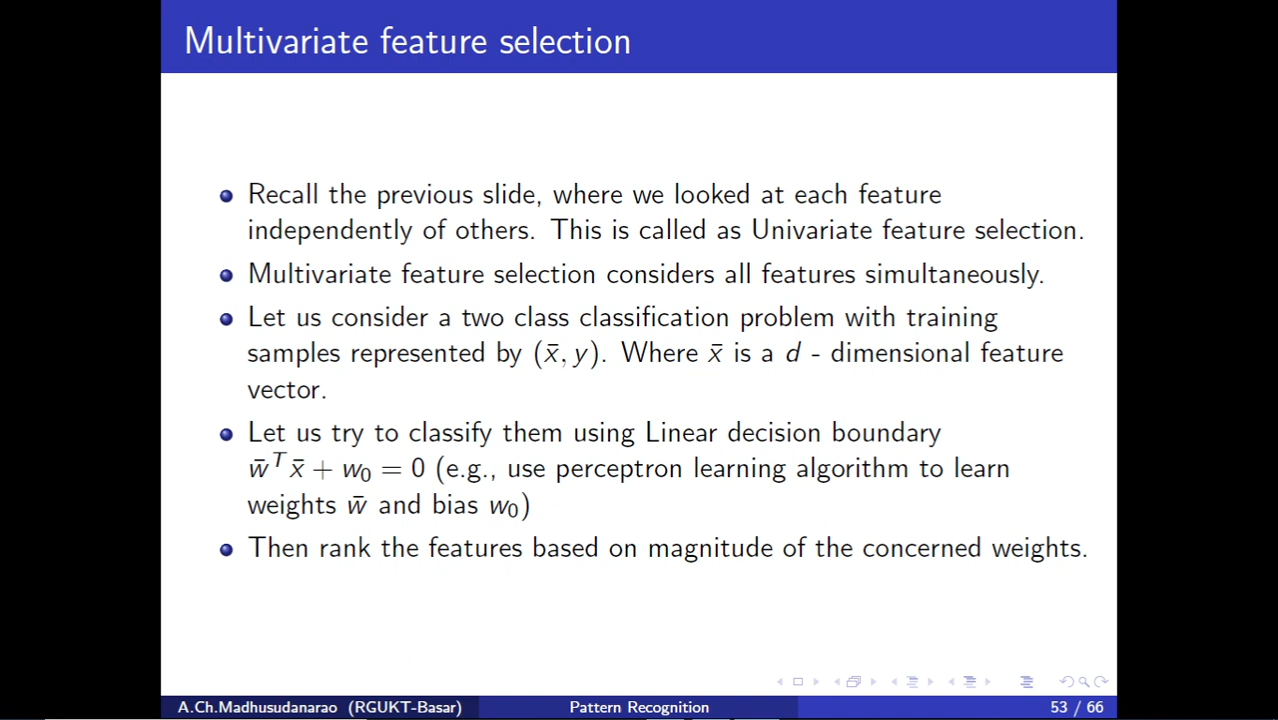 Multivariate feature selection
Recall the previous slide, where we looked at each feature
independently of others. This is called as Univariate feature selection.
Multivariate feature selection considers all features simultaneously.
Let us consider a two class classification problem with training
samples represented by (x̄, y). Where x̄ is a d - dimensional feature
vector.
Let us try to classify them using Linear decision boundary
w̄ᵀx̄ + w₀ = 0 (e.g., use perceptron learning algorithm to learn
weights w̄ and bias w₀)
Then rank the features based on magnitude of the concerned weights.
A.Ch.Madhusudanarao (RGUKT-Basar) Pattern Recognition 53 / 66